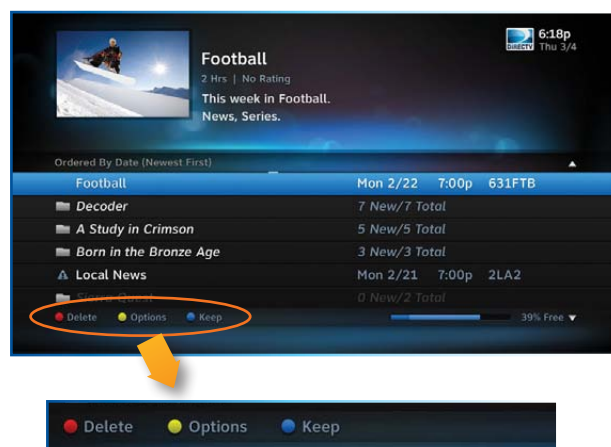 6:18p
DIRECTV Thu 3/4
Football
2 Hrs | No Rating
This week in Football.
News, Series.
Ordered By Date (Newest First)
Football Mon 2/22 7:00p 631FTB
Decoder 7 New/7 Total
A Study in Crimson 5 New/5 Total
Born in the Bronze Age 3 New/3 Total
Local News Mon 2/21 7:00p 2LA2
Sierra Quest 0 New/2 Total
Delete Options Keep 39% Free
Delete Options Keep